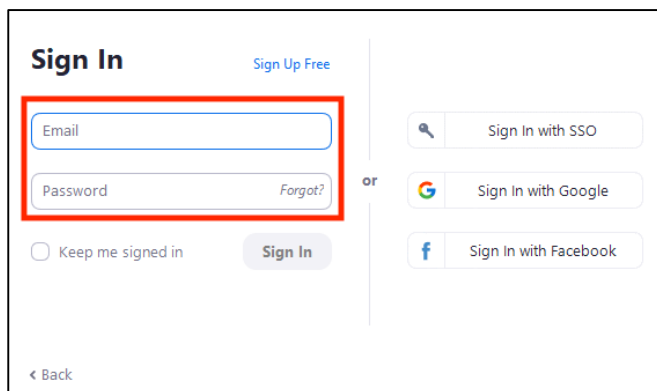 Sign In
Sign Up Free
Email
Password
Forgot?
Keep me signed in
Sign In
or
Sign In with SSO
Sign In with Google
Sign In with Facebook
Back